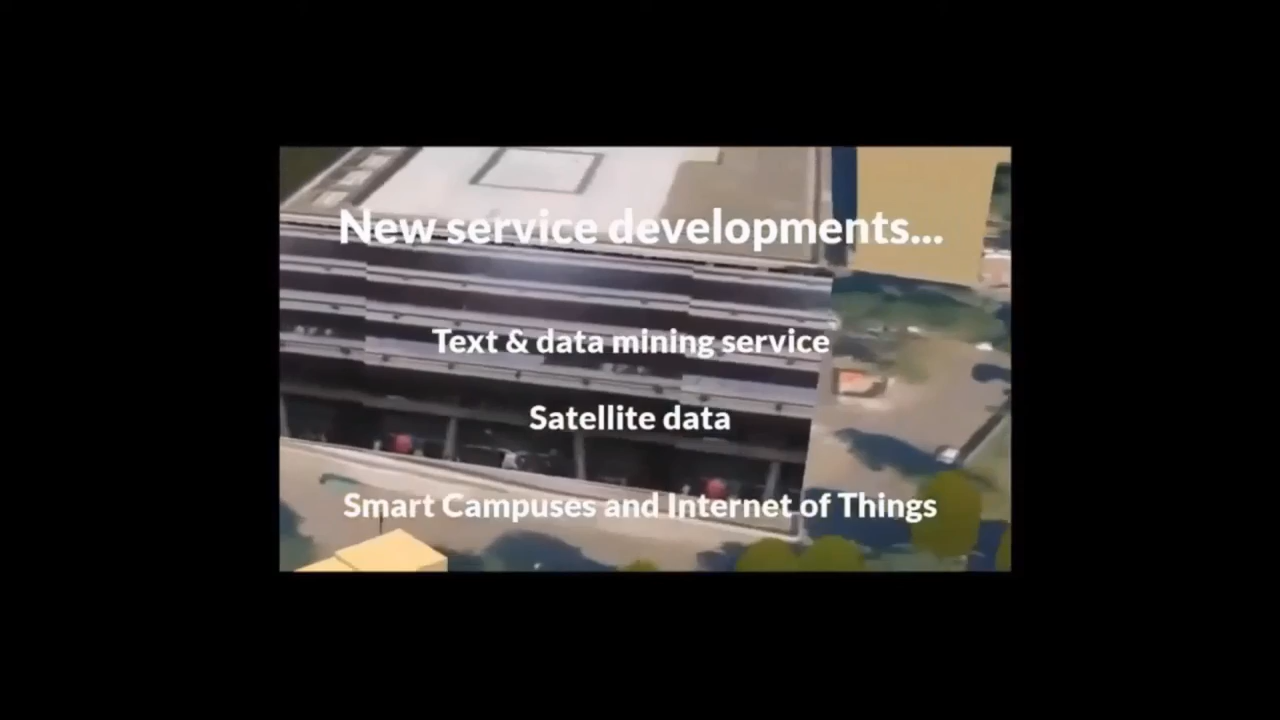 New service developments...
Text & data mining service
Satellite data
Smart Campuses and Internet of Things